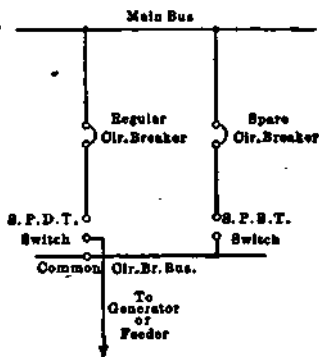 Main Bus
Regular
Cir. Breaker
Spare
Cir. Breaker
S. P. D. T.
Switch
S. P. S. T.
Switch
Common Cir. Br. Bus.
To
Generator
or
Feeder